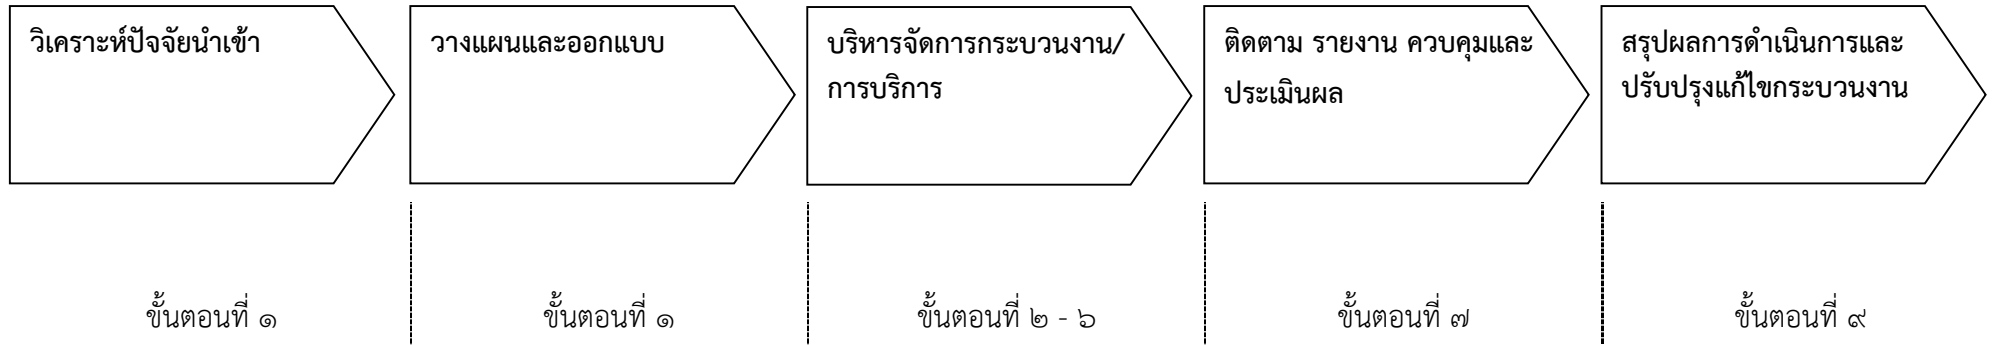 วิเคราะห์ปัจจัยนำเข้า
วางแผนและออกแบบ
บริหารจัดการกระบวนงาน/
การบริการ
ติดตาม รายงาน ควบคุมและ
ประเมินผล
สรุปผลการดำเนินการและ
ปรับปรุงแก้ไขกระบวนงาน
ขั้นตอนที่ ๑
ขั้นตอนที่ ๑
ขั้นตอนที่ ๒ - ๖
ขั้นตอนที่ ๗
ขั้นตอนที่ ๙